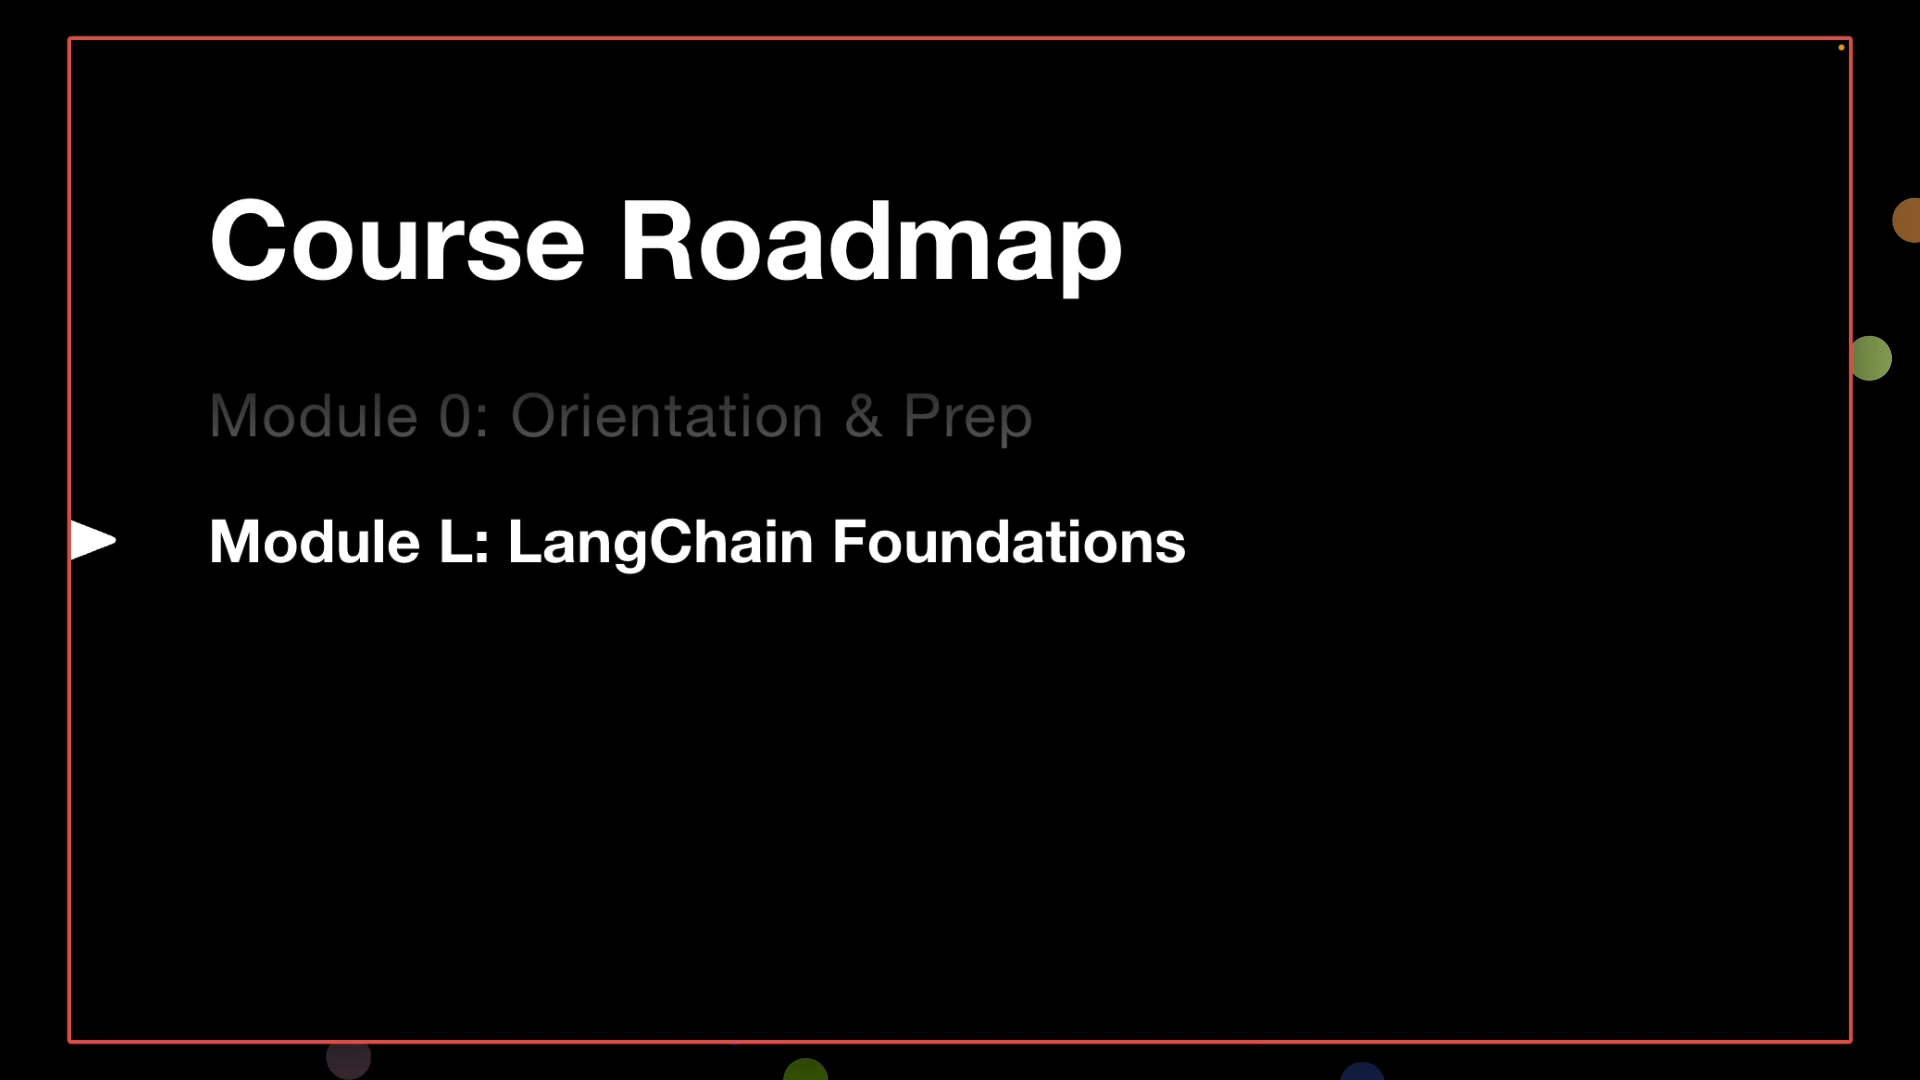 Course Roadmap
Module 0: Orientation & Prep
Module L: LangChain Foundations